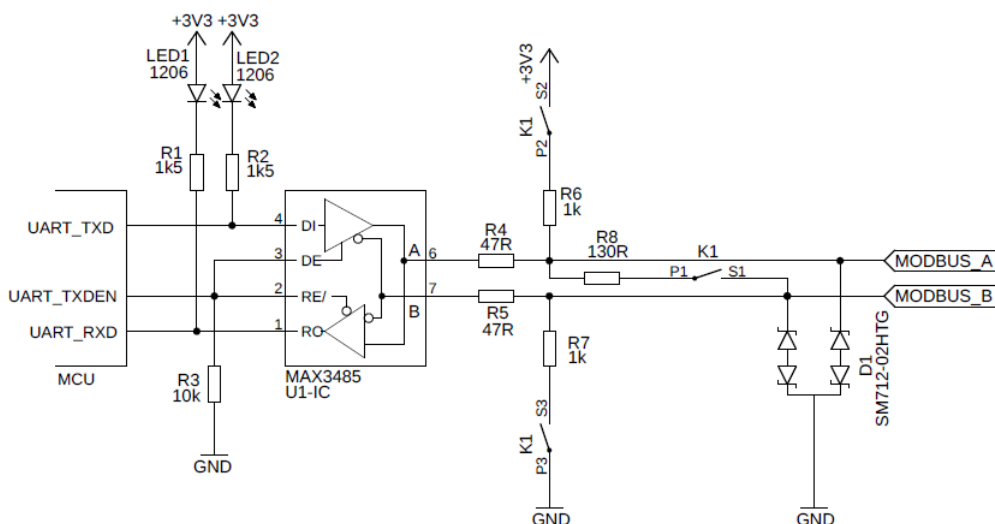 +3V3 +3V3
LED1
1206
LED2
1206
R1
1k5
R2
1k5
MCU
UART_TXD
UART_TXDEN
UART_RXD
R3
10k
GND
4 DI
3 DE
2 RE/
1 RO
A 6
7
B
MAX3485
U1-IC
R4
47R
R5
47R
+3V3
S2
K1
P2
R6
1k
R8
130R
P1
K1
S1
R7
1k
S3
K1
P3
GND
MODBUS_A
MODBUS_B
D1
SM712-02HTG
GND